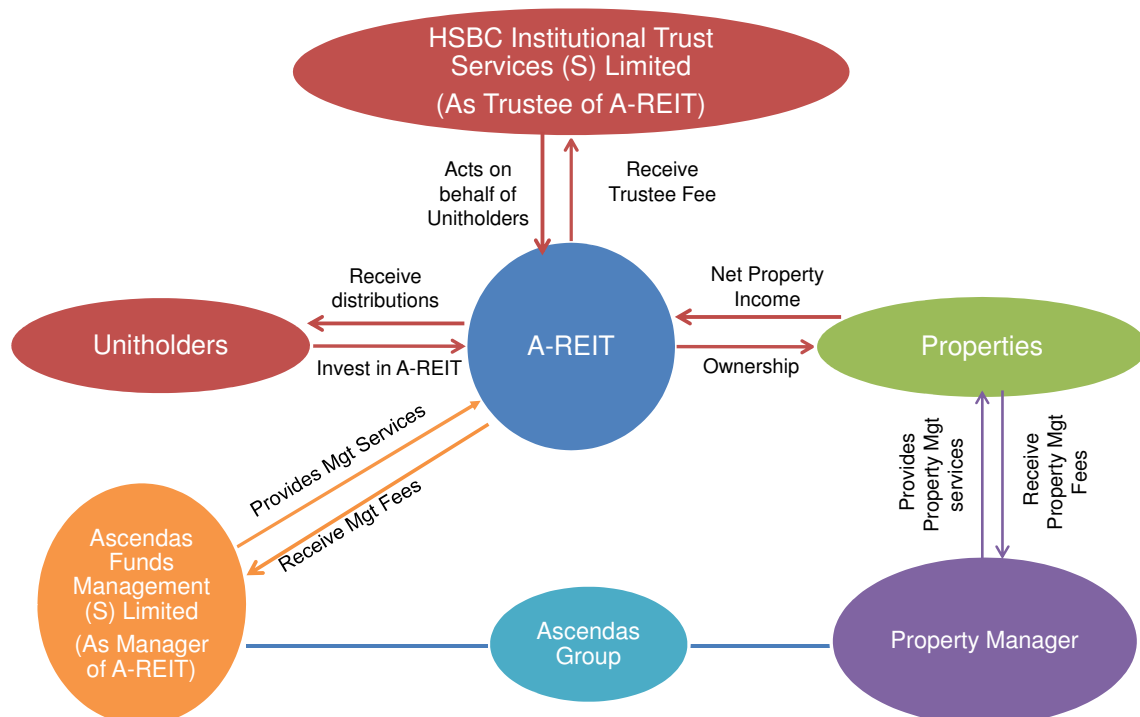 HSBC Institutional Trust
Services (S) Limited
(As Trustee of A-REIT)
Acts on
behalf of
Unitholders
Receive
Trustee Fee
Receive
distributions
Net Property
Income
Unitholders
A-REIT
Properties
Invest in A-REIT
Ownership
Provides Mgt Services
Receive Mgt Fees
Provides
Property Mgt
services
Receive
Property Mgt
Fees
Ascendas
Funds
Management
(S) Limited
(As Manager
of A-REIT)
Ascendas
Group
Property Manager